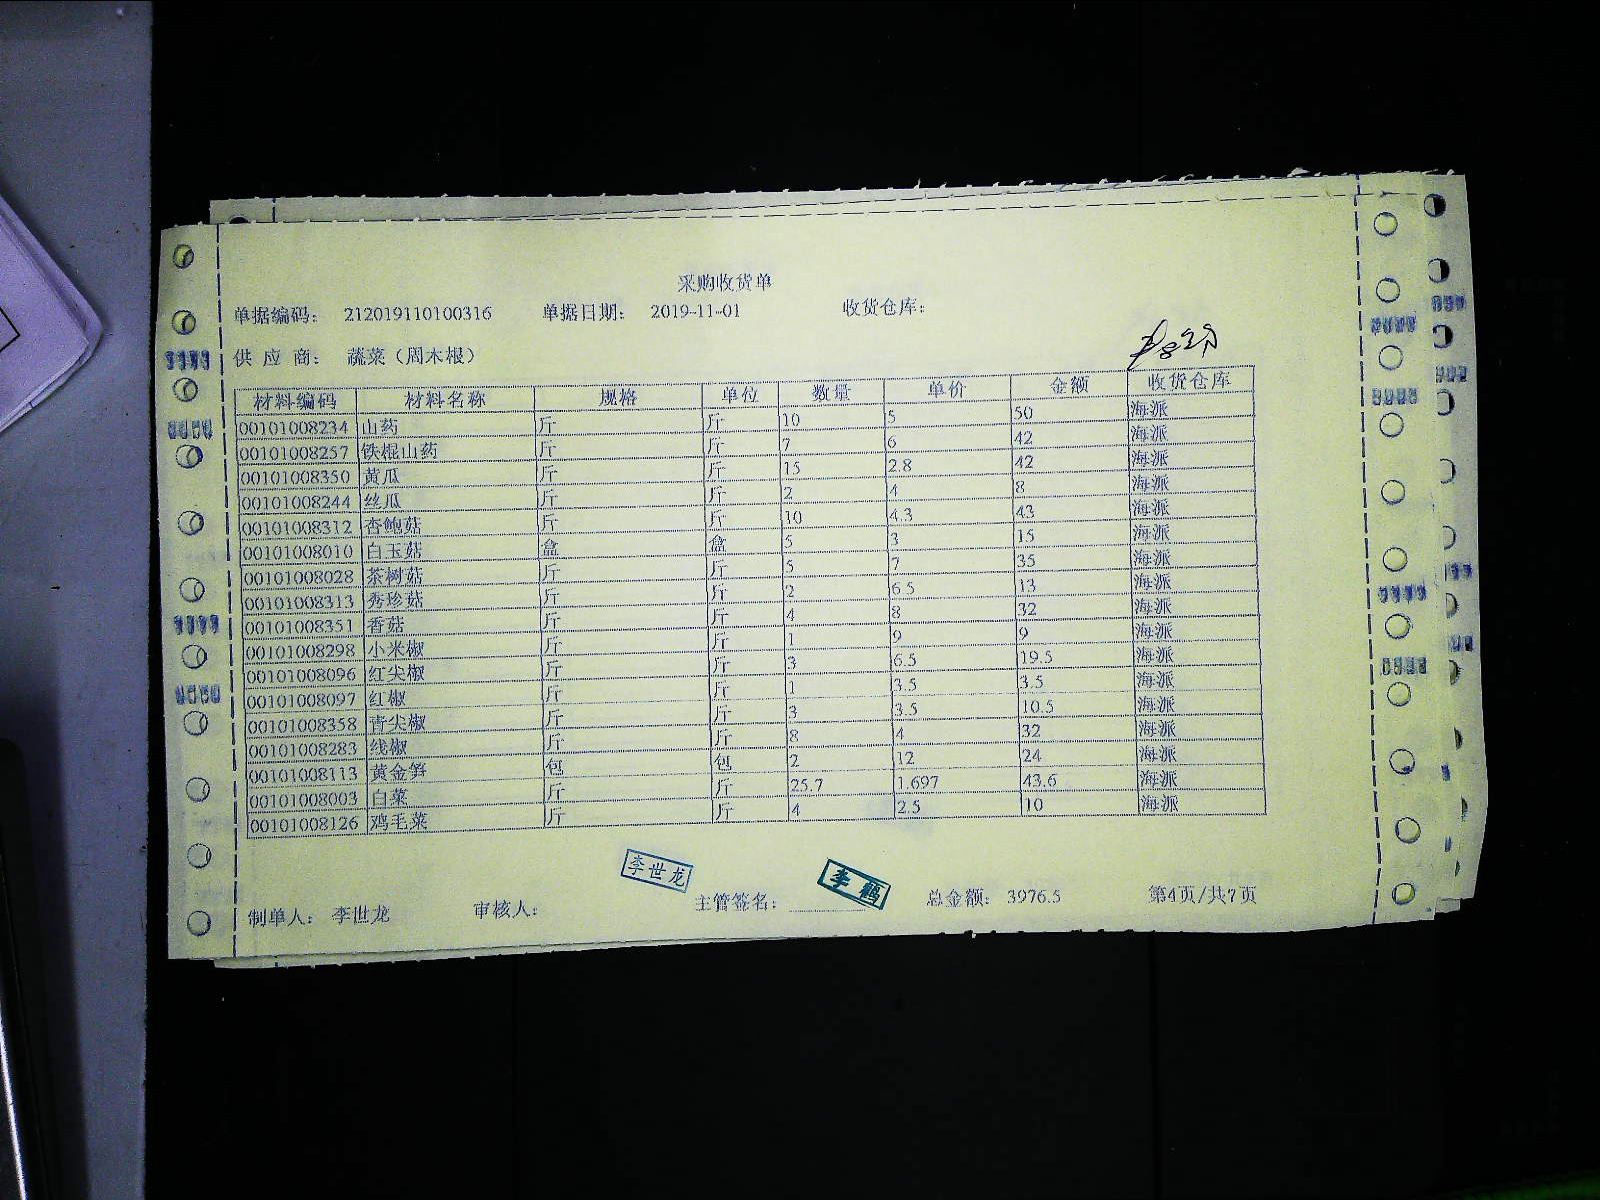 采购收货单
单据编码： 212019110100316 单据日期： 2019-11-01 收货仓库：
供 应 商： 蔬菜（周木根）
材料编码 材料名称 规格 单位 数量 单价 金额 收货仓库
00101008234 山药 斤 斤 10 5 50 海派
00101008257 铁棍山药 斤 斤 7 6 42 海派
00101008350 黄瓜 斤 斤 15 2.8 42 海派
00101008244 丝瓜 斤 斤 2 4 8 海派
00101008312 杏鲍菇 斤 斤 10 4.3 43 海派
00101008010 白玉菇 盒 盒 5 3 15 海派
00101008028 茶树菇 斤 斤 5 7 35 海派
00101008313 秀珍菇 斤 斤 2 6.5 13 海派
00101008351 香菇 斤 斤 4 8 32 海派
00101008298 小米椒 斤 斤 1 9 9 海派
00101008096 红尖椒 斤 斤 3 6.5 19.5 海派
00101008097 红椒 斤 斤 1 3.5 3.5 海派
00101008358 青尖椒 斤 斤 3 3.5 10.5 海派
00101008283 线椒 斤 斤 8 4 32 海派
00101008113 黄金笋 包 包 2 12 24 海派
00101008003 白菜 斤 斤 25.7 1.697 43.6 海派
00101008126 鸡毛菜 斤 斤 4 2.5 10 海派
李世龙
李鹤
制单人： 李世龙 审核人： 主管签名： 总金额： 3976.5 第4页/共7页